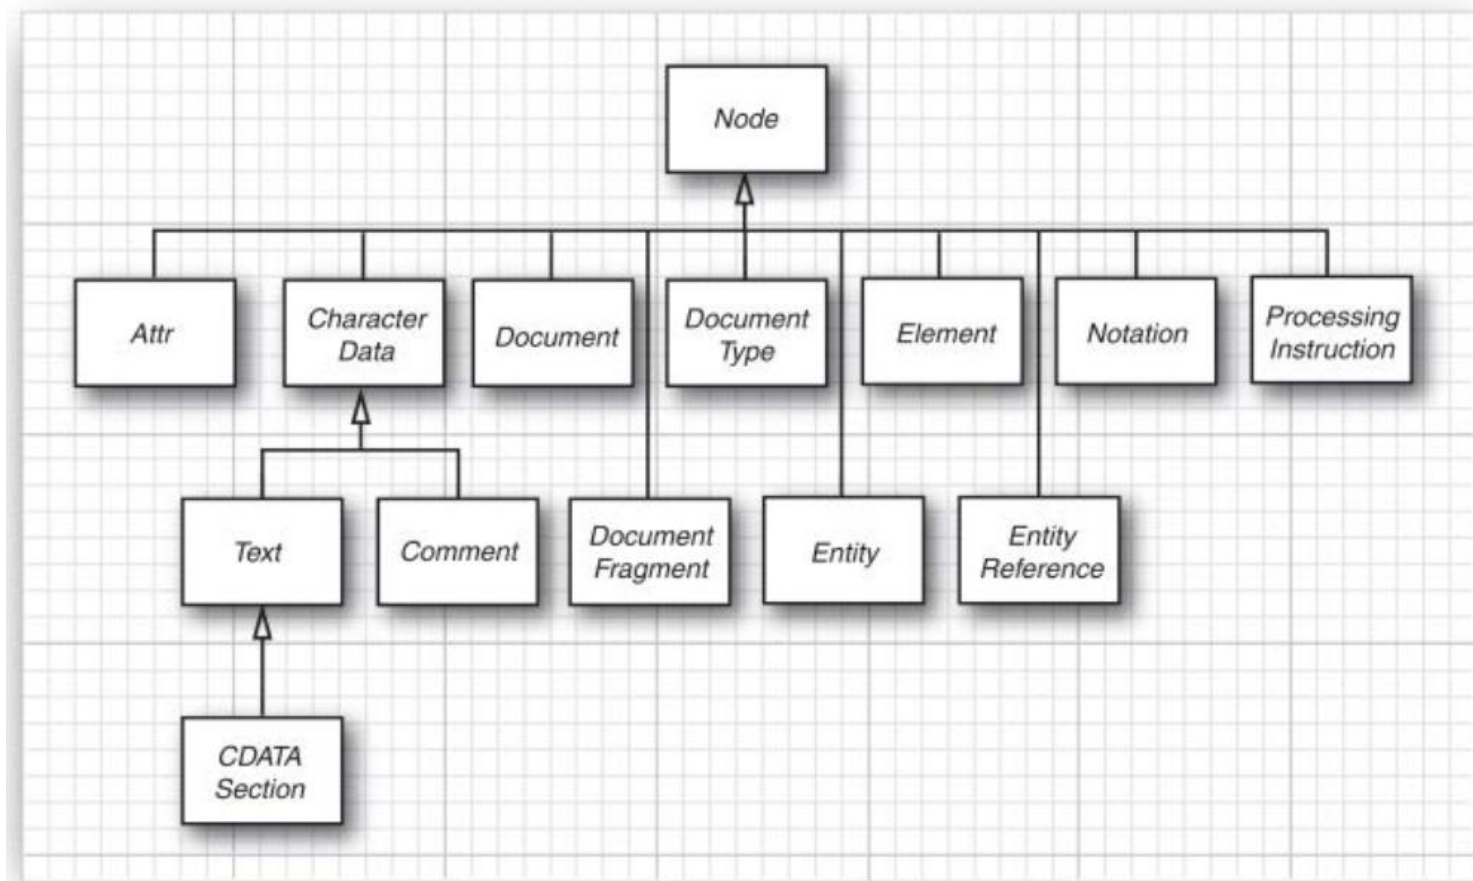 Node
Attr
Character
Data
Document
Document
Type
Element
Notation
Processing
Instruction
Text
Comment
Document
Fragment
Entity
Entity
Reference
CDATA
Section